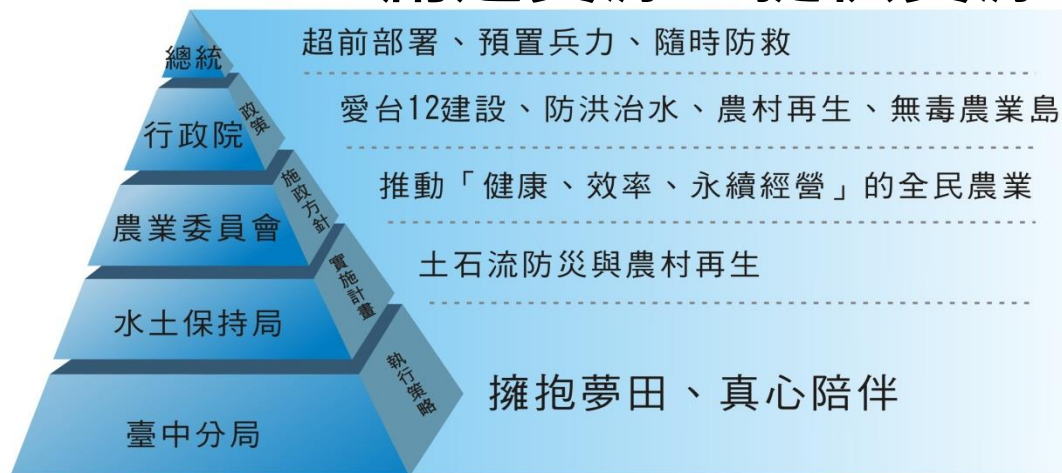 總統
超前部署、預置兵力、隨時防救
政策
行政院
愛台12建設、防洪治水、農村再生、無毒農業島
施政方針
農業委員會
推動「健康、效率、永續經營」的全民農業
實施計畫
水土保持局
土石流防災與農村再生
執行策略
臺中分局
擁抱夢田、真心陪伴